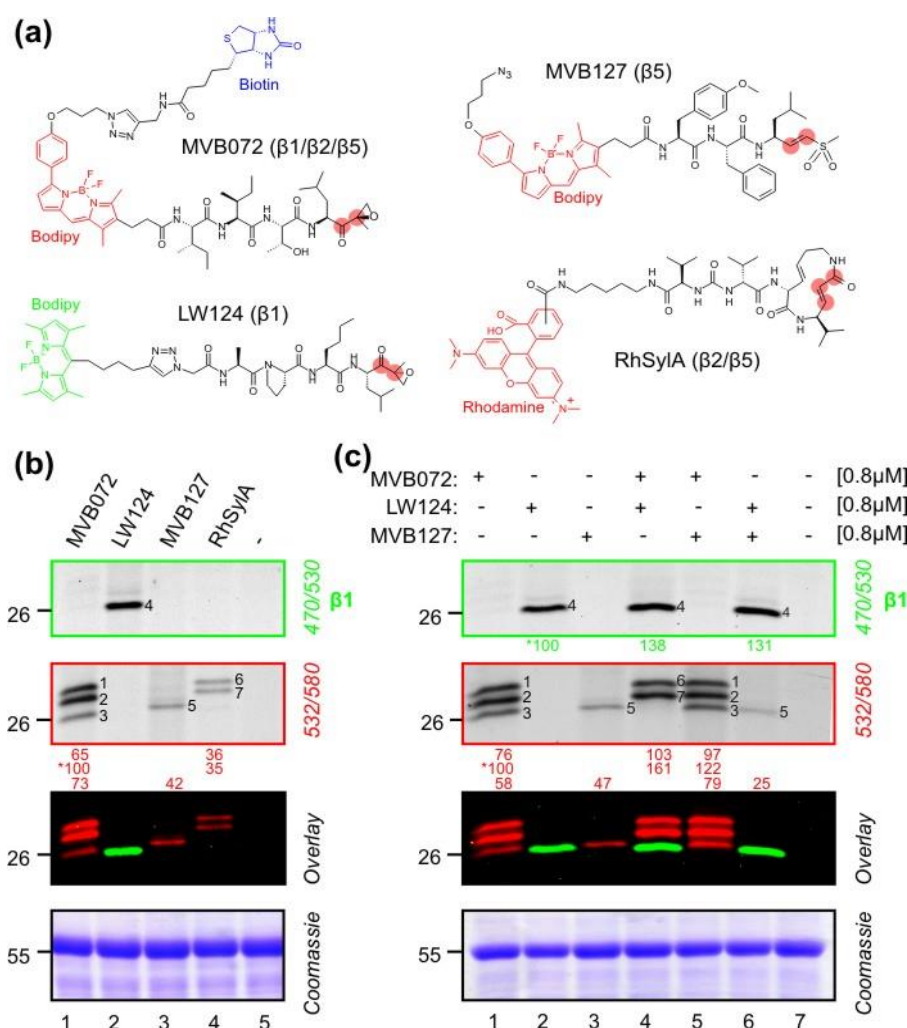 (a)
Biotin
MVB072 (β1/β2/β5)
Bodipy
MVB127 (β5)
Bodipy
Bodipy
LW124 (β1)
RhSylA (β2/β5)
Rhodamine
(b)
MVB072
LW124
MVB127
RhSylA
-
26
4
470/530
β1
26
1
2
3
5
6
7
532/580
65
*100
73
42
36
35
26
Overlay
55
Coomassie
1 2 3 4 5
(c)
MVB072: + - - + + - - [0.8µM]
LW124: - + - + - + - [0.8µM]
MVB127: - - + - + + - [0.8µM]
26
4 4 4
470/530
β1
*100 138 131
26
1 6 1
2 7 2
3 5 3 5
532/580
76 103 97
*100 161 122
58 47 79 25
26
Overlay
55
Coomassie
1 2 3 4 5 6 7